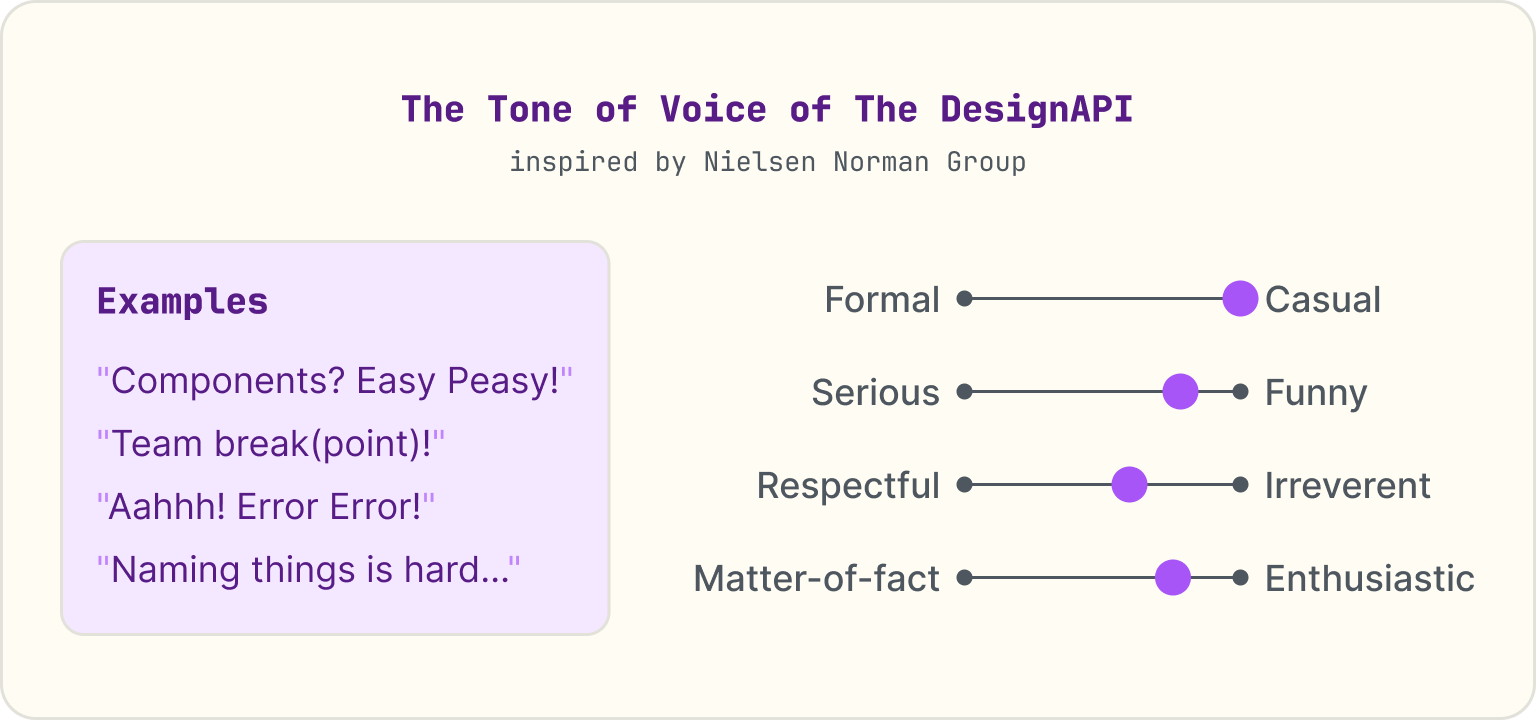 The Tone of Voice of The DesignAPI
inspired by Nielsen Norman Group
Examples
"Components? Easy Peasy!"
"Team break(point)!"
"Aahhh! Error Error!"
"Naming things is hard..."
Formal Casual
Serious Funny
Respectful Irreverent
Matter-of-fact Enthusiastic